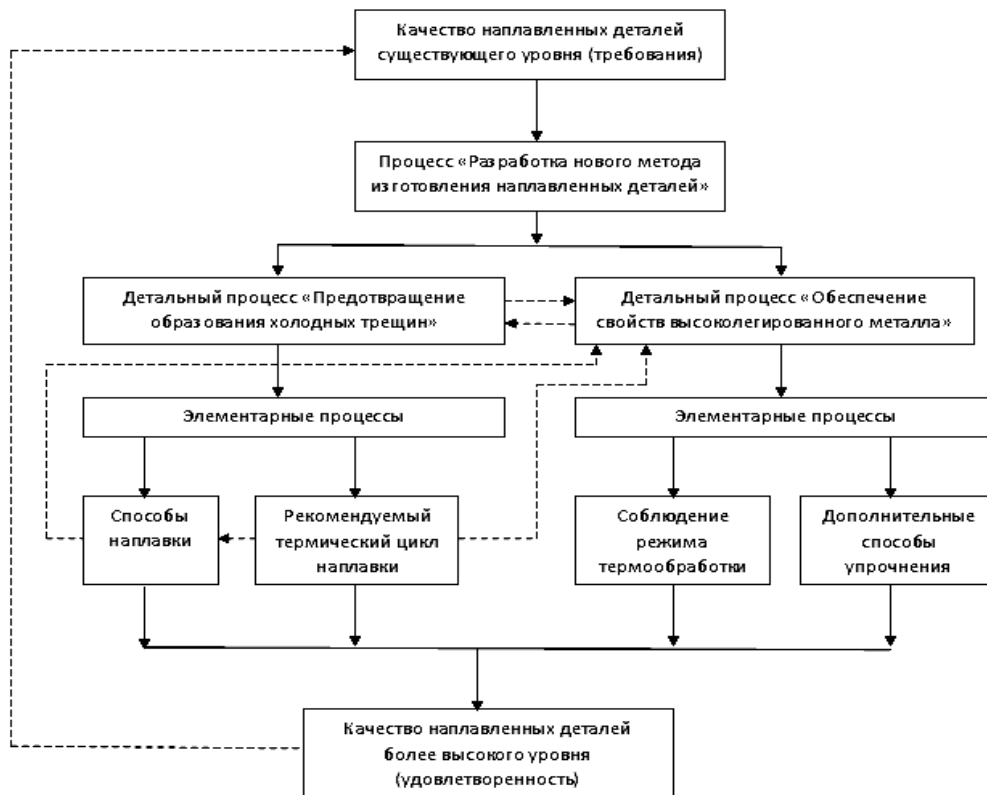 Качество наплавленных деталей
существующего уровня (требования)
Процесс «Разработка нового метода
изготовления наплавленных деталей»
Детальный процесс «Предотвращение
образования холодных трещин»
Детальный процесс «Обеспечение
свойств высоколегированного металла»
Элементарные процессы
Элементарные процессы
Способы
наплавки
Рекомендуемый
термический цикл
наплавки
Соблюдение
режима
термообработки
Дополнительные
способы
упрочнения
Качество наплавленных деталей
более высокого уровня
(удовлетворенность)